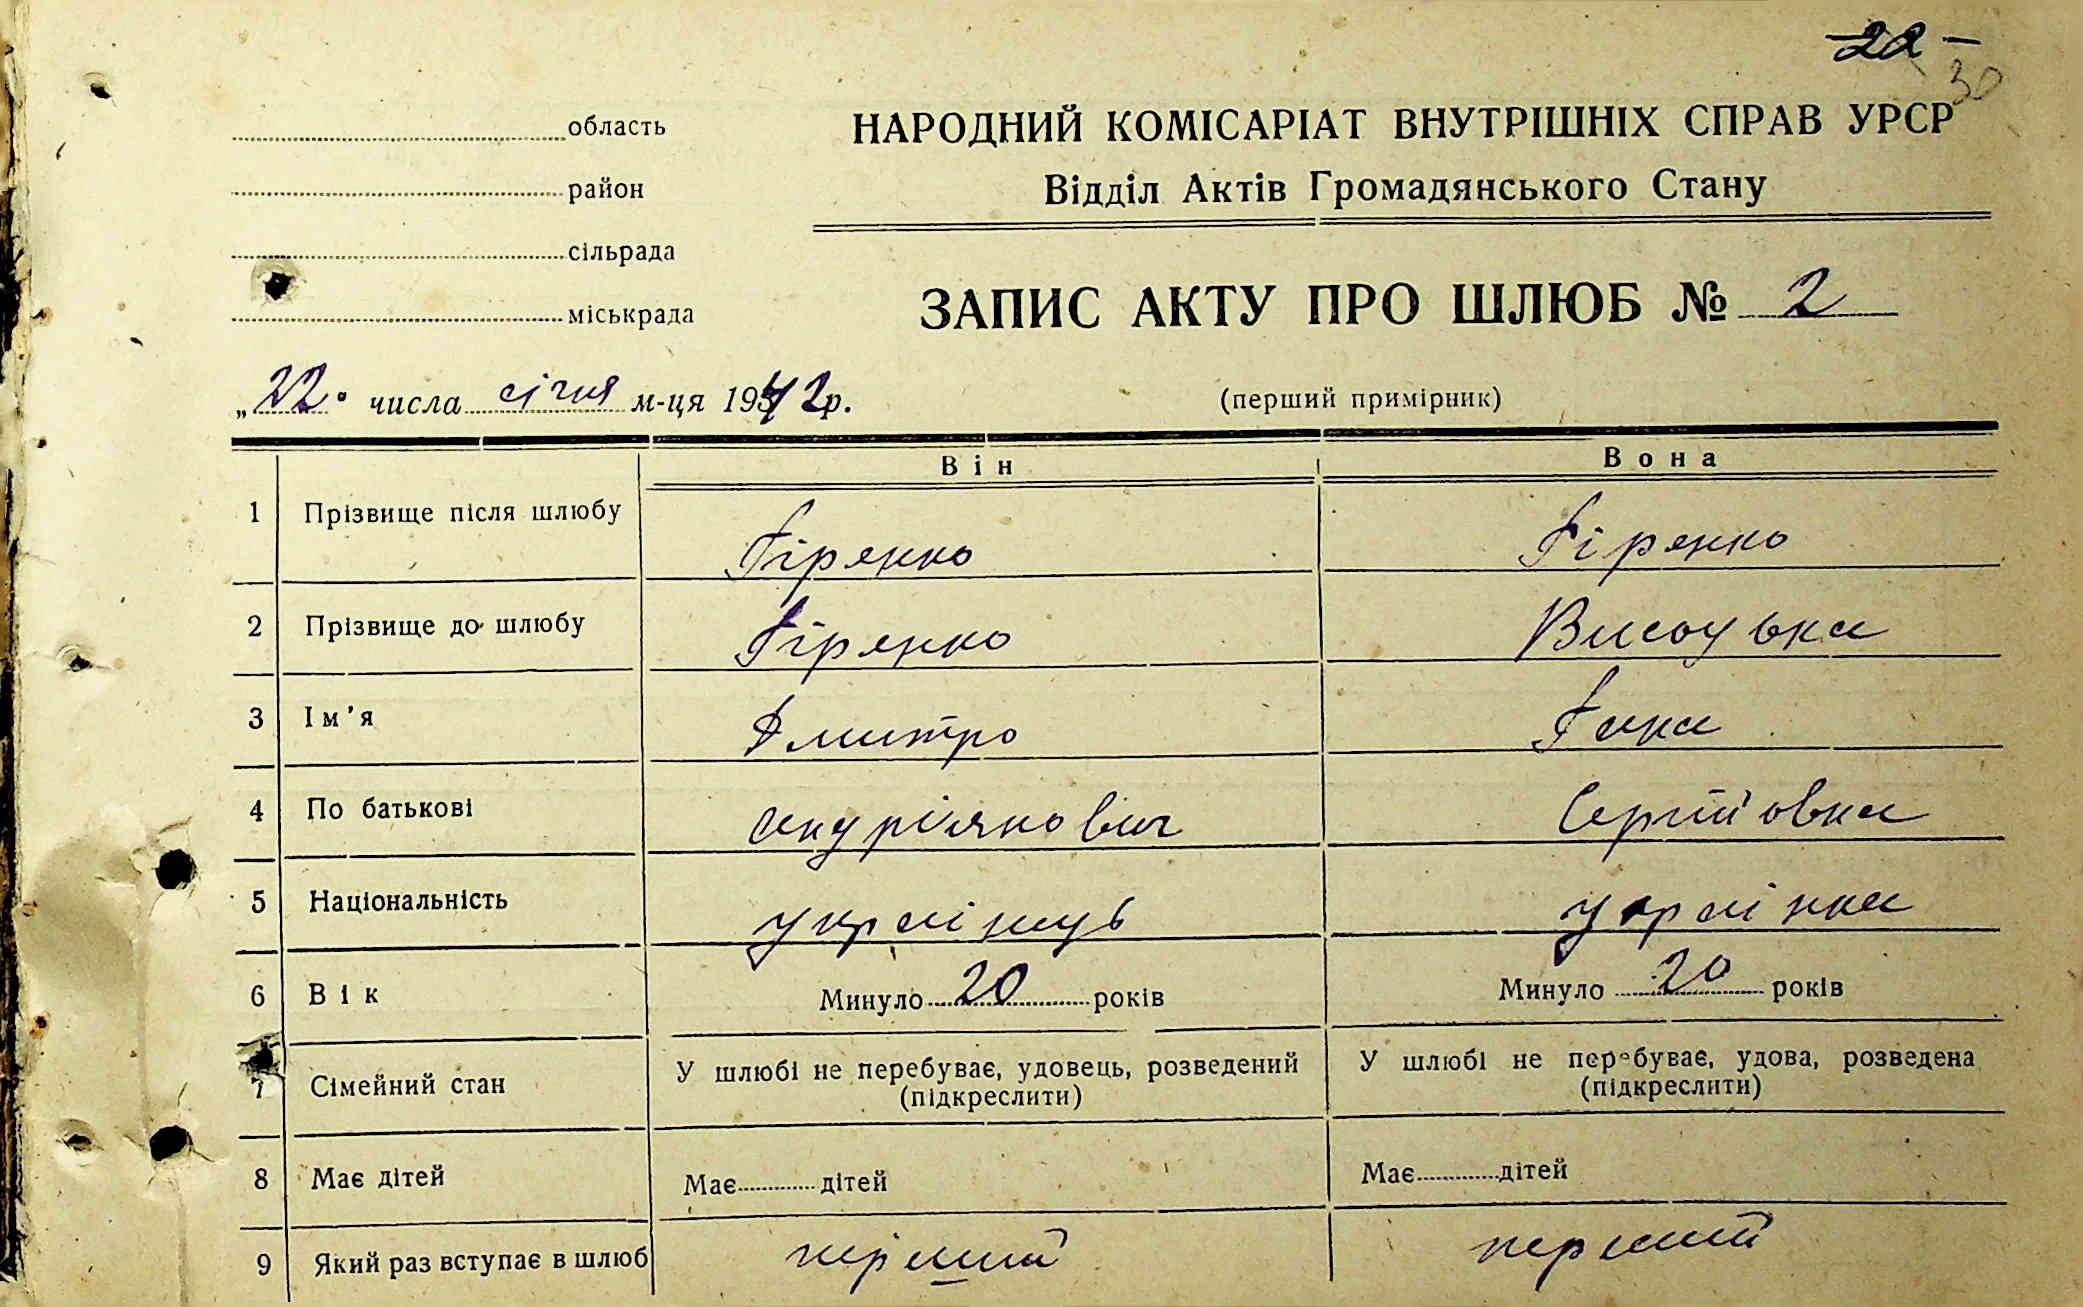 22 -
30
область
НАРОДНИЙ КОМІСАРІАТ ВНУТРІШНІХ СПРАВ УРСР
район
Відділ Актів Громадянського Стану
сільрада
міськрада
ЗАПИС АКТУ ПРО ШЛЮБ № 2
„22" числа січня м-ця 1942р.
(перший примірник)
Він Вона
1 Прізвище після шлюбу Гіренко Гіренко
2 Прізвище до шлюбу Гіренко Висоцька
3 Ім'я Дмитро Ганна
4 По батькові Андріянович Сергійовна
5 Національність українець українка
6 Вік Минуло 20 років Минуло 20 років
7 Сімейний стан У шлюбі не перебуває, удовець, розведений (підкреслити) У шлюбі не перебуває, удова, розведена (підкреслити)
8 Має дітей Має дітей Має дітей
9 Який раз вступає в шлюб перший перший